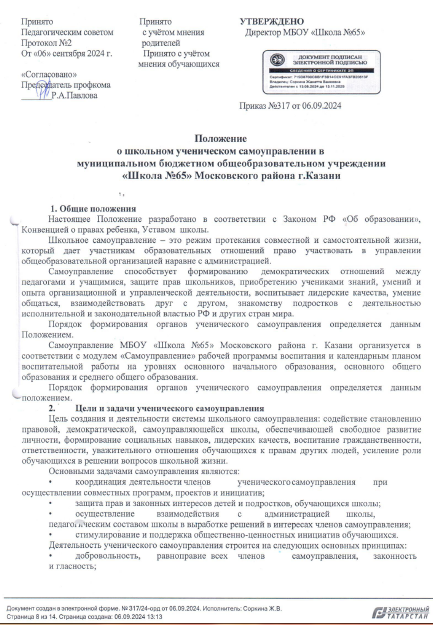 Принято
Педагогическим советом
Протокол №2
От «06» сентября 2024 г.
«Согласовано»
Председатель профкома
Р.А.Павлова
Принято
с учётом мнения
родителей
Принято с учётом
мнения обучающихся
УТВЕРЖДЕНО
Директор МБОУ «Школа №65»
ДОКУМЕНТ ПОДПИСАН
ЭЛЕКТРОННОЙ ПОДПИСЬЮ
Приказ №317 от 06.09.2024
Положение
о школьном ученическом самоуправлении в
муниципальном бюджетном общеобразовательном учреждении
«Школа №65» Московского района г.Казани
1. Общие положения
Настоящее Положение разработано в соответствии с Законом РФ «Об образовании»,
Конвенцией о правах ребенка, Уставом школы.
Школьное самоуправление – это режим протекания совместной и самостоятельной жизни,
который дает участникам образовательных отношений право участвовать в управлении
общеобразовательной организацией наравне с администрацией.
Самоуправление способствует формированию демократических отношений между
педагогами и учащимися, защите прав школьников, приобретению учениками знаний, умений
и опыта организационной и управленческой деятельности, воспитывает лидерские качества, умение
общаться, взаимодействовать друг с другом, знакомству подростков с деятельностью
исполнительной и законодательной властью РФ и других стран мира.
Порядок формирования органов ученического самоуправления определяется данным
Положением.
Самоуправление МБОУ «Школа №65» Московского района г. Казани организуется в
соответствии с модулем «Самоуправление» рабочей программы воспитания и календарным планом
воспитательной работы на уровнях основного начального образования, основного общего
образования и среднего общего образования.
Порядок формирования органов ученического самоуправления определяется данным
положением.
2. Цели и задачи ученического самоуправления
Цель создания и деятельности системы школьного самоуправления: содействие становлению
правовой, демократической, самоуправляющейся школы, обеспечивающей свободное развитие
личности, формирование социальных навыков, лидерских качеств, воспитание гражданственности,
ответственности, уважительного отношения обучающихся к правам других людей, усиление роли
обучающихся в решении вопросов школьной жизни.
Основными задачами самоуправления являются:
• координация деятельности членов ученического самоуправления при
осуществлении совместных программ, проектов и инициатив;
• защита прав и законных интересов детей и подростков, обучающихся школы;
• осуществление взаимодействия с администрацией школы,
педагогическим составом школы в выработке решений в интересах членов самоуправления;
• стимулирование и поддержка общественно-ценностных инициатив обучающихся.
Деятельность ученического самоуправления строится на следующих основных принципах:
• добровольность, равноправие всех членов самоуправления, законность
и гласность;
Документ создан в электронной форме. № 317/24-орд от 06.09.2024. Исполнитель: Соркина Ж.В.
Страница 8 из 14. Страница создана: 06.09.2024 13:13
ЭЛЕКТРОННЫЙ
ТАТАРСТАН